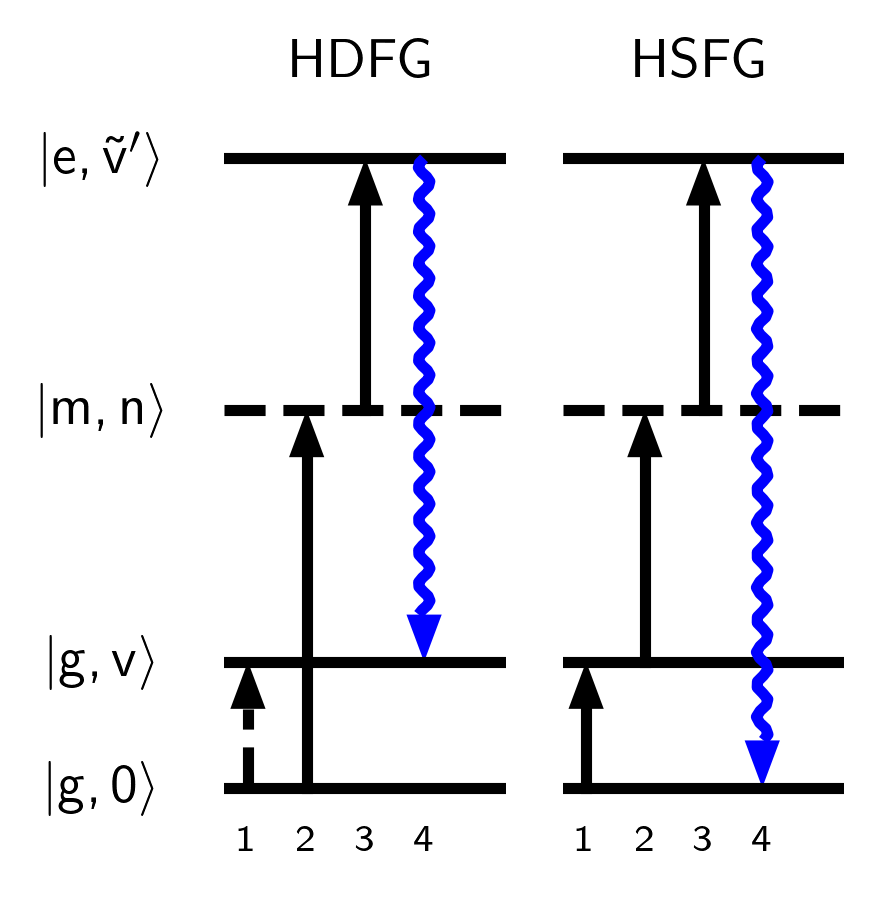 HDFG HSFG
|e, ṽ′⟩
|m, n⟩
|g, v⟩
|g, 0⟩
1 2 3 4 1 2 3 4